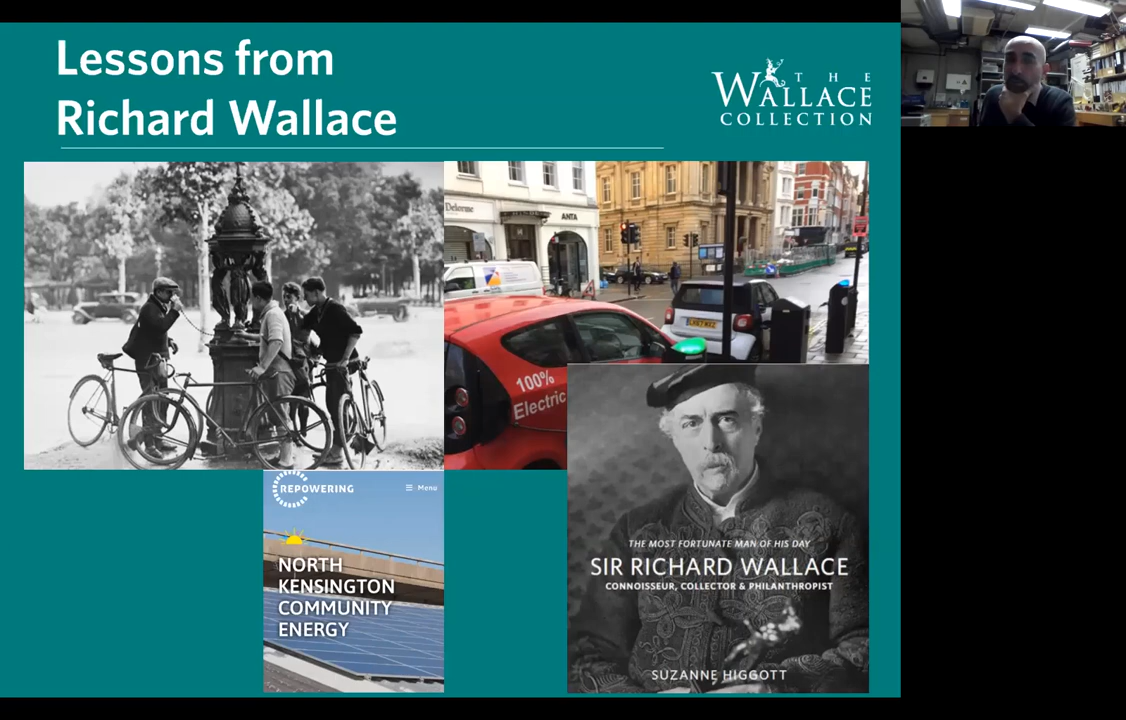 Lessons from
Richard Wallace
THE
WALLACE
COLLECTION
Delorme
ANTA
100%
Electric
REPOWERING
Menu
NORTH
KENSINGTON
COMMUNITY
ENERGY
THE MOST FORTUNATE MAN OF HIS DAY
SIR RICHARD WALLACE
CONNOISSEUR, COLLECTOR & PHILANTHROPIST
SUZANNE HIGGOTT